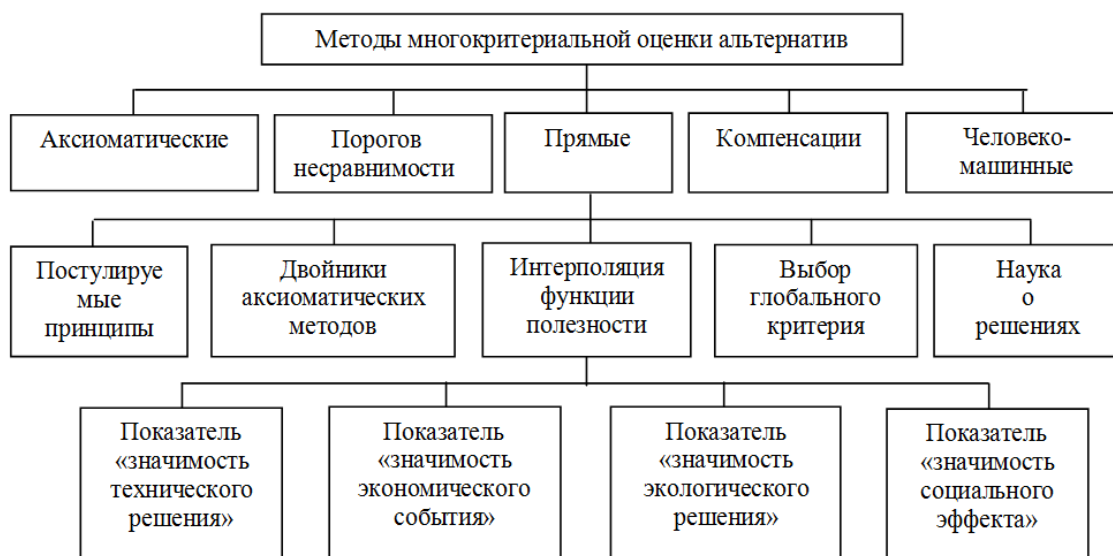 Методы многокритериальной оценки альтернатив
Аксиоматические
Порогов
несравнимости
Прямые
Компенсации
Человеко-
машинные
Постулируе
мые
принципы
Двойники
аксиоматических
методов
Интерполяция
функции
полезности
Выбор
глобального
критерия
Наука
о
решениях
Показатель
«значимость
технического
решения»
Показатель
«значимость
экономического
события»
Показатель
«значимость
экологического
решения»
Показатель
«значимость
социального
эффекта»